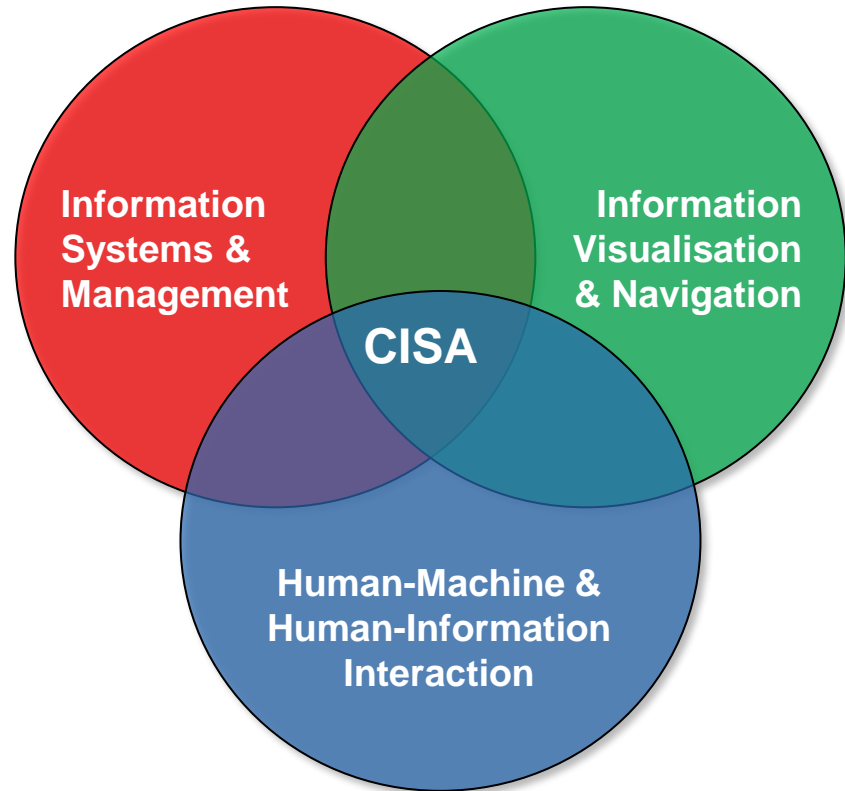 Information
Systems &
Management
Information
Visualisation
& Navigation
CISA
Human-Machine &
Human-Information
Interaction